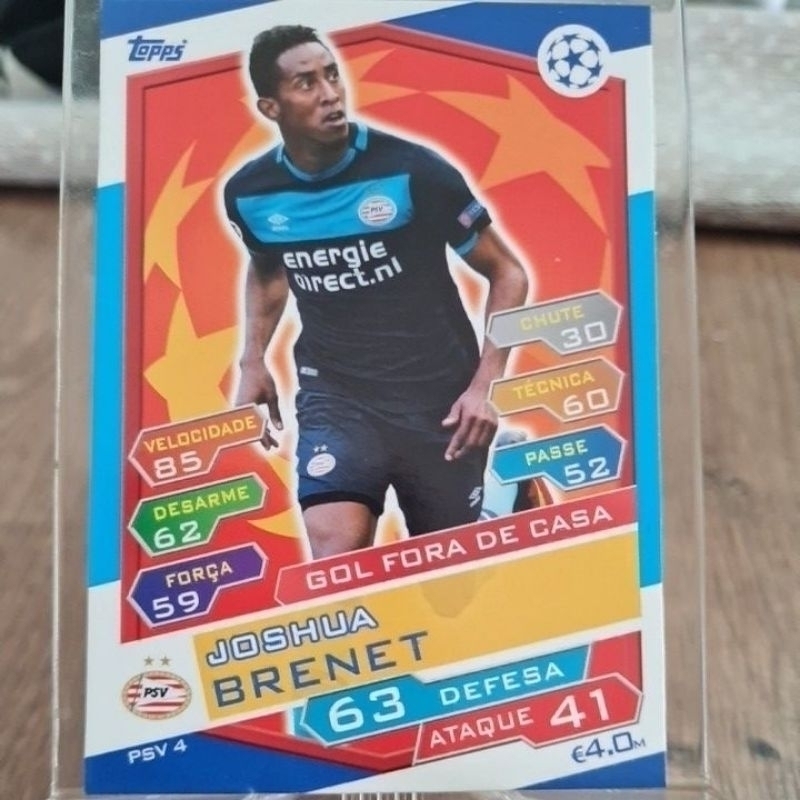 Topps
PSV
energie
direct.nl
CHUTE
30
TÉCNICA
60
PASSE
52
VELOCIDADE
85
DESARME
62
FORÇA
59
GOL FORA DE CASA
JOSHUA
BRENET
63 DEFESA
ATAQUE 41
PSV
PSV 4
€4.0M